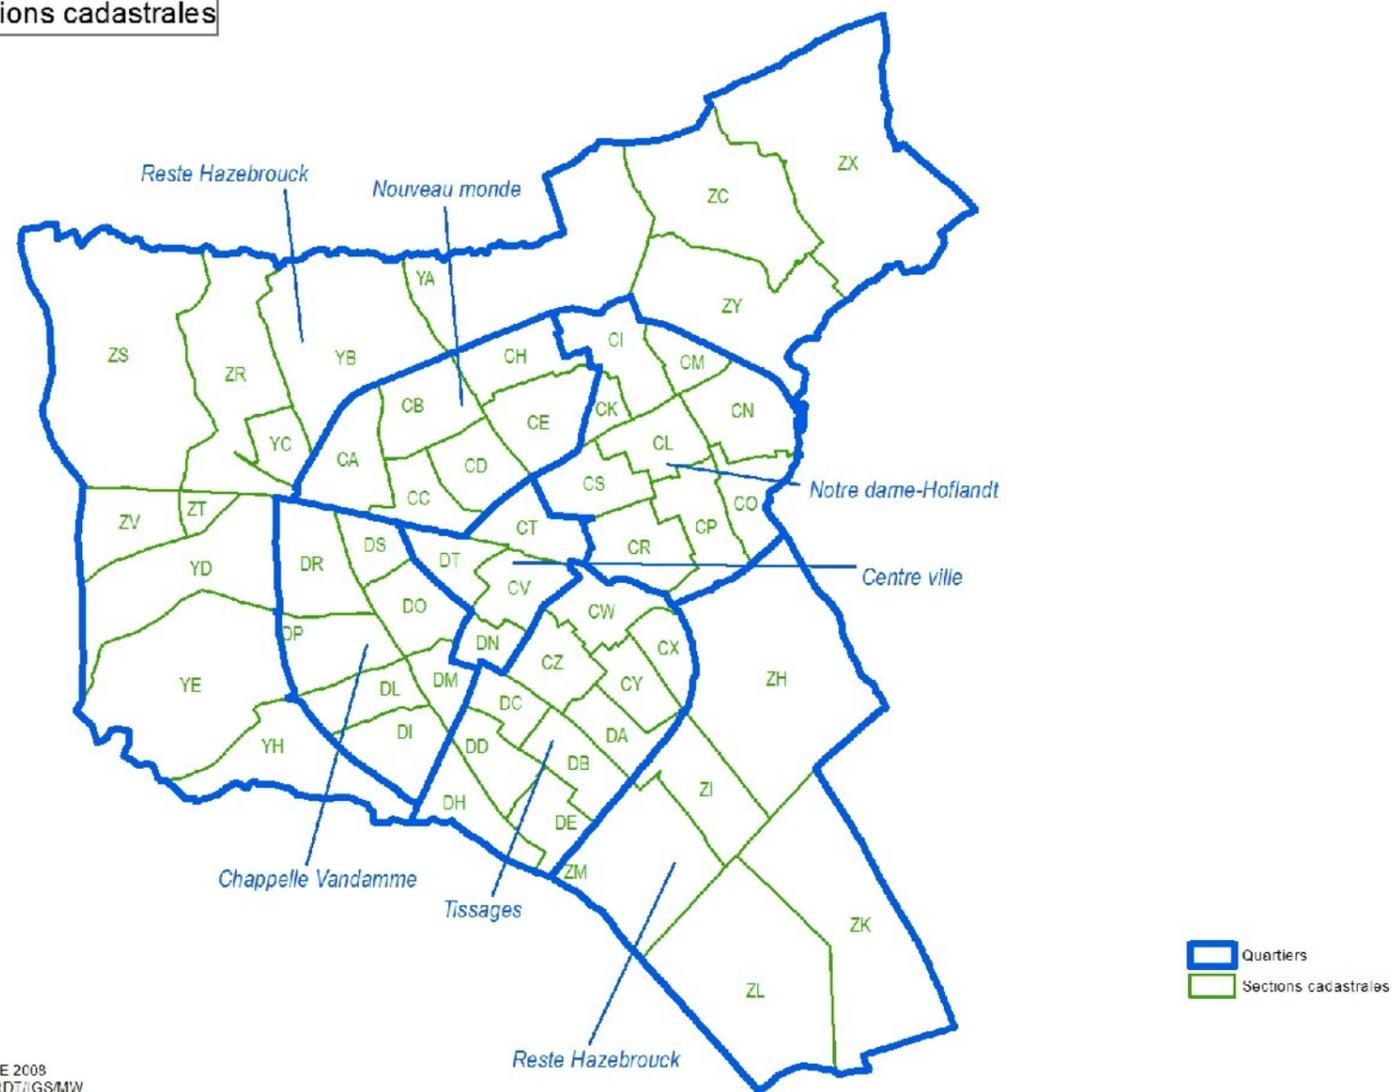 ions cadastrales
ZX
Reste Hazebrouck
Nouveau monde
ZC
YA
ZY
ZS
YB
CH
CI
CM
ZR
CB
CK
CN
CE
YC
CA
CD
CL
CS
Notre dame-Hoflandt
CC
CO
ZT
ZV
CT
CP
DS
CR
DT
DR
YD
Centre ville
CV
DO
CW
DP
DN
CX
CZ
DM
ZH
YE
CY
DL
DC
DI
DA
YH
DD
DB
ZI
DH
DE
ZM
Chappelle Vandamme
Tissages
ZK
Quartiers
Sections cadastrales
ZL
Reste Hazebrouck
E 2008
RDT/IGS/MW